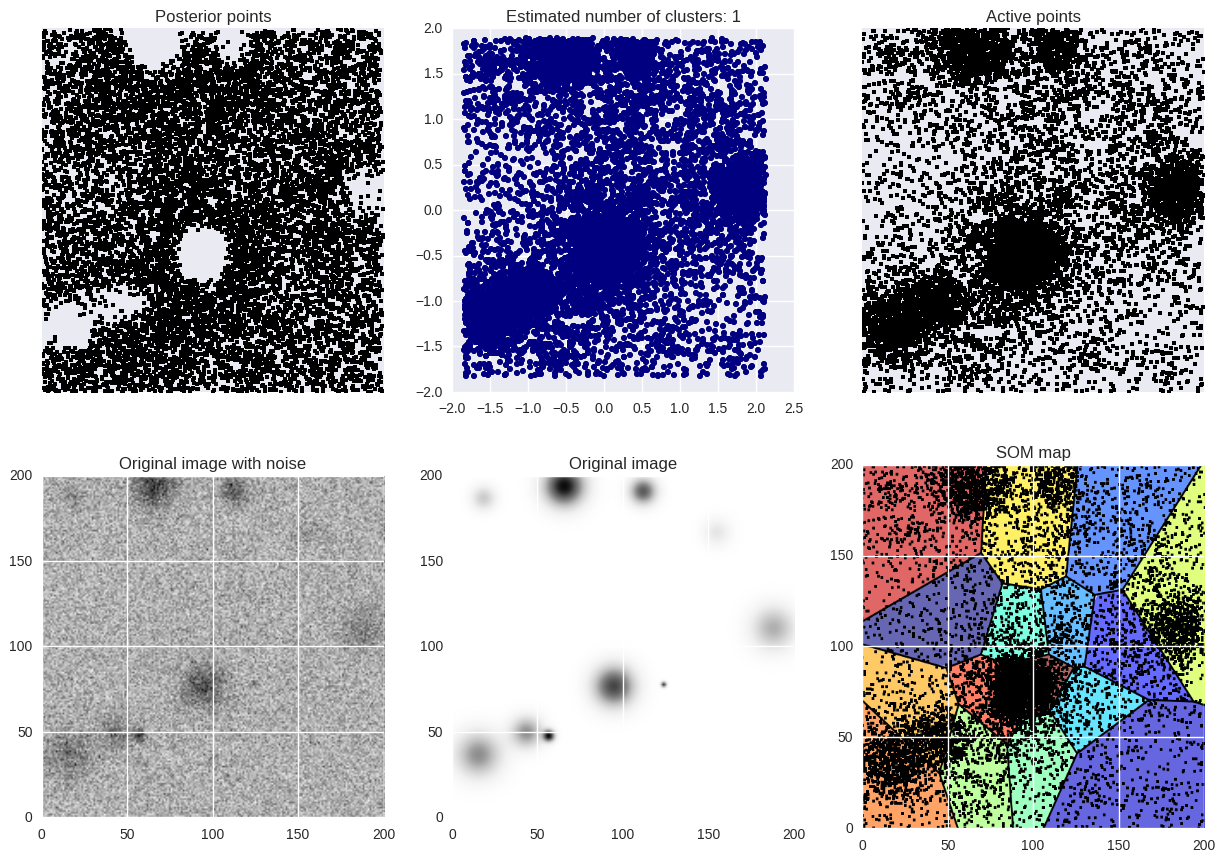 Posterior points
Estimated number of clusters: 1
Active points
2.0
1.5
1.0
0.5
0.0
−0.5
−1.0
−1.5
−2.0
−2.0 −1.5 −1.0 −0.5 0.0 0.5 1.0 1.5 2.0 2.5
Original image with noise
Original image
SOM map
200
150
100
50
0
0 50 100 150 200
200
150
100
50
0
0 50 100 150 200
200
150
100
50
0
0 50 100 150 200